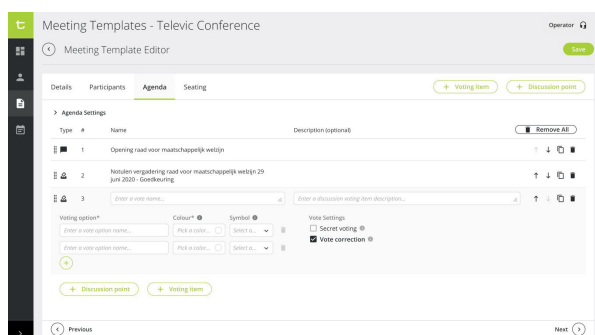 Meeting Templates - Televic Conference
Operator
Meeting Template Editor
Save
Details Participants Agenda Seating
+ Voting Item + Discussion point
Agenda Settings
Type # Name Description (optional) Remove All
1 Opening raad voor maatschappelijk welzijn
2 Notulen vergadering raad voor maatschappelijk welzijn 29
juni 2020 - Goedkeuring
3 Enter a vote name... Enter a discussion voting item description...
Voting option* Colour* Symbol Vote Settings
Enter a vote option name... Pick a color... Select a... Secret voting
Enter a vote option name... Pick a color... Select a... Vote correction
+ Discussion point + Voting item
Previous Next